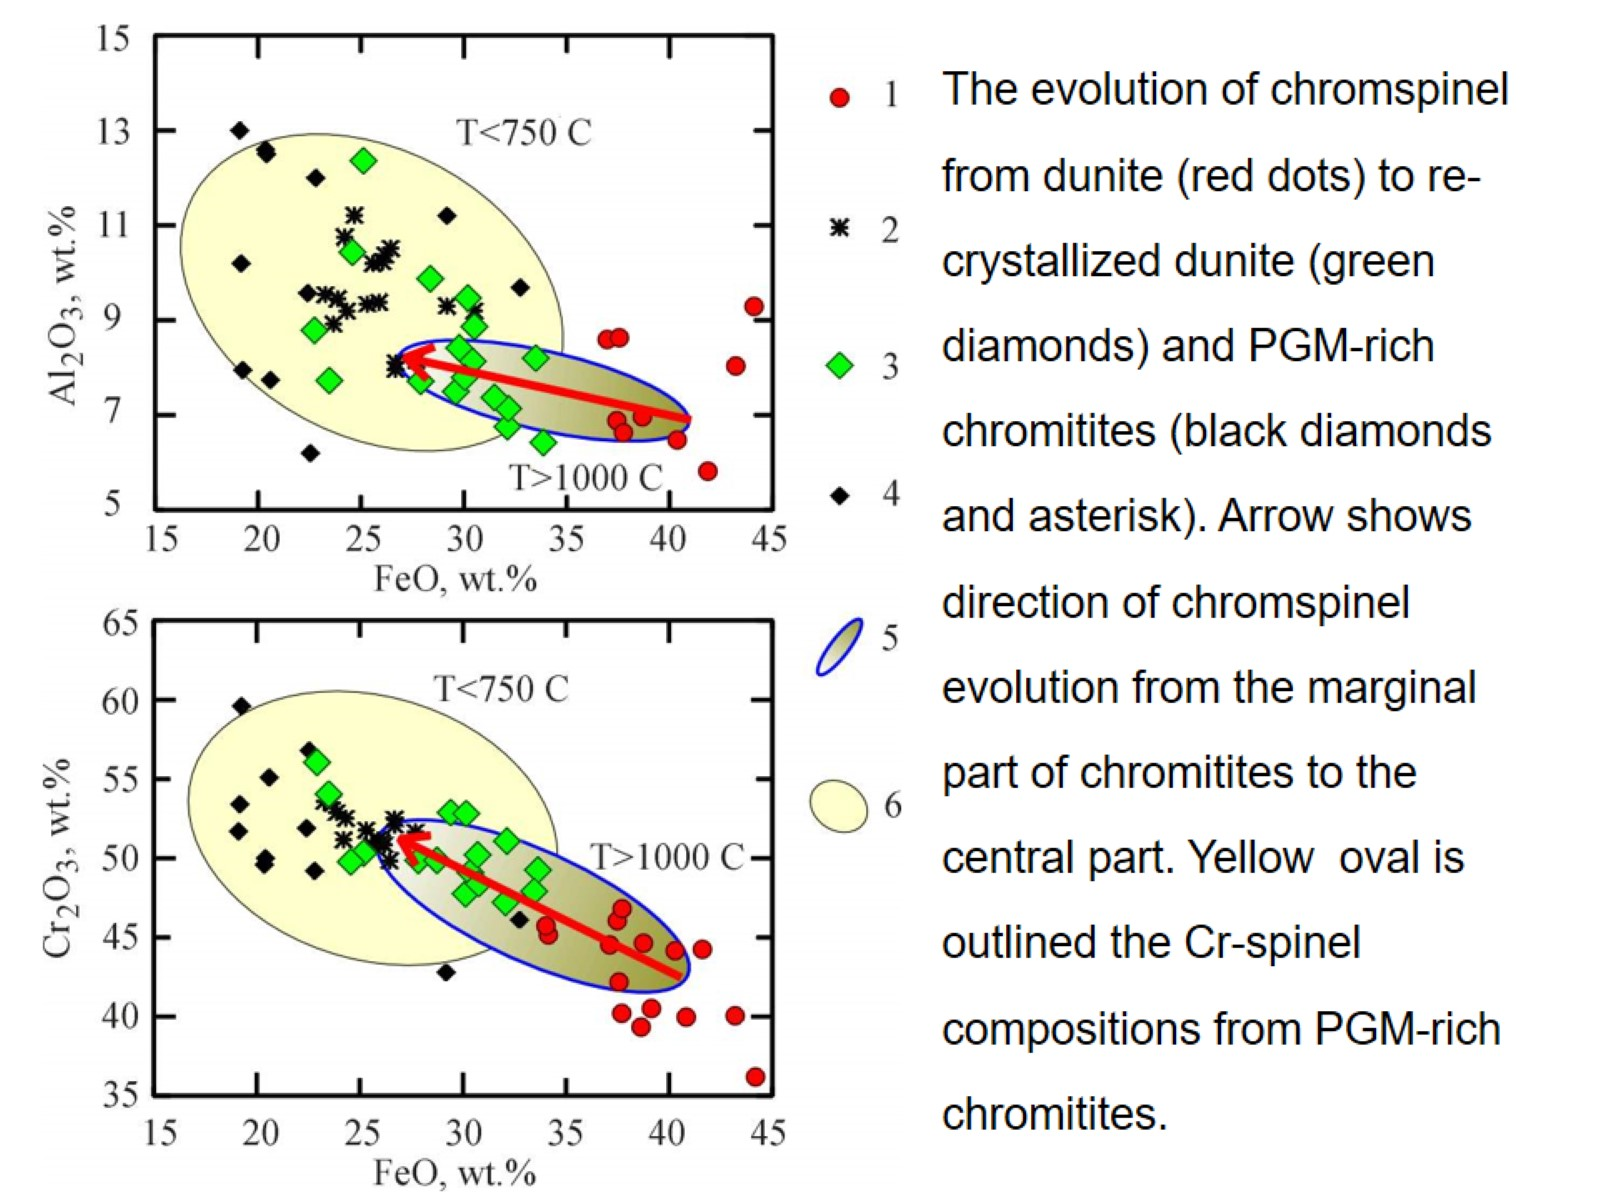 15
13
11
9
7
5
Al2O3, wt.%
T<750 C
T>1000 C
15 20 25 30 35 40 45
FeO, wt.%
65
60
55
50
45
40
35
Cr2O3, wt.%
T<750 C
T>1000 C
15 20 25 30 35 40 45
FeO, wt.%
1
2
3
4
5
6
The evolution of chromspinel
from dunite (red dots) to re-
crystallized dunite (green
diamonds) and PGM-rich
chromitites (black diamonds
and asterisk). Arrow shows
direction of chromspinel
evolution from the marginal
part of chromitites to the
central part. Yellow oval is
outlined the Cr-spinel
compositions from PGM-rich
chromitites.